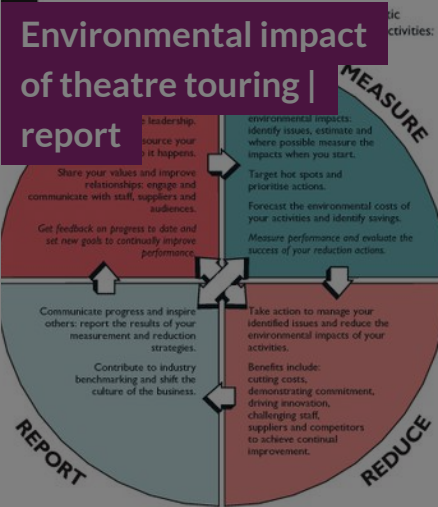 Environmental impact
of theatre touring |
report
tic
ctivities:
MEASURE
e leadership.
source your
it happens.
Share your values and improve
relationships: engage and
communicate with staff, suppliers and
audiences.
Get feedback on progress to date and
set new goals to continually improve
performance.
environmental impacts:
identify issues, estimate and
where possible measure the
impacts when you start.
Target hot spots and
prioritise actions.
Forecast the environmental costs of
your activities and identify savings.
Measure performance and evaluate the
success of your reduction actions.
Communicate progress and inspire
others: report the results of your
measurement and reduction
strategies.
Contribute to industry
benchmarking and shift the
culture of the business.
Take action to manage your
identified issues and reduce the
environmental impacts of your
activities.
Benefits include:
cutting costs,
demonstrating commitment,
driving innovation,
challenging staff,
suppliers and competitors
to achieve continual
improvement.
REPORT
REDUCE